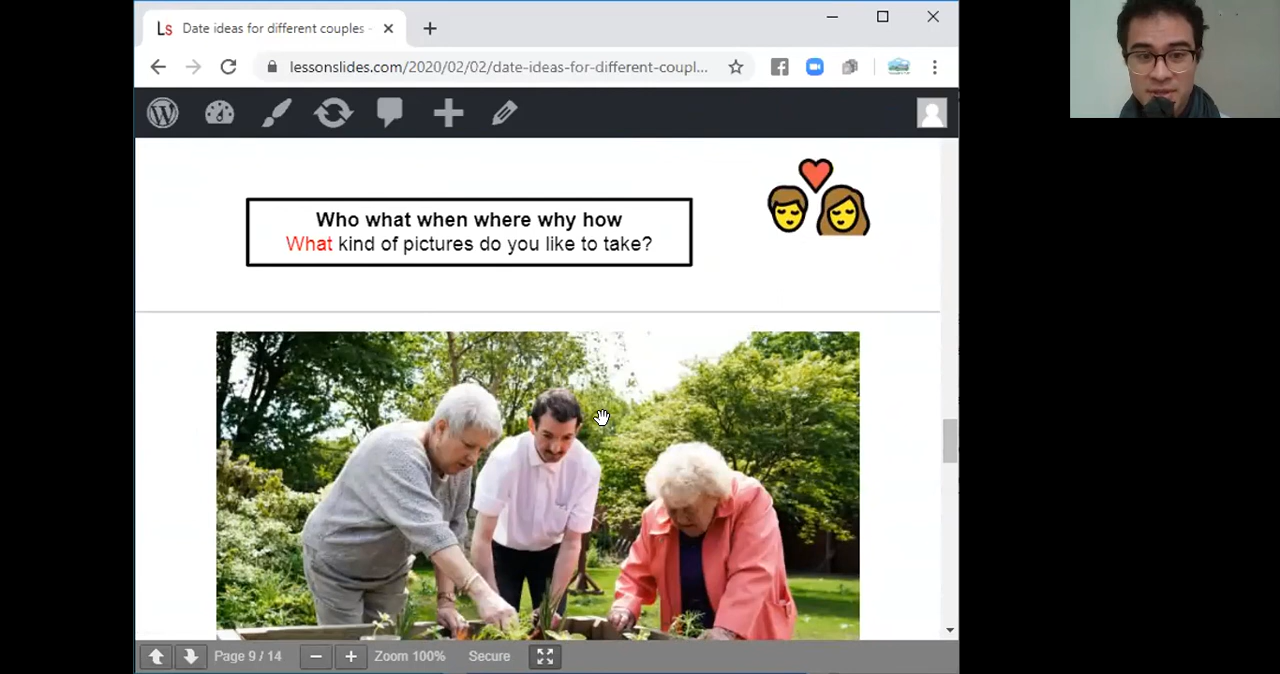 Ls Date ideas for different couples -
lessonslides.com/2020/02/02/date-ideas-for-different-coupl...
Who what when where why how
What kind of pictures do you like to take?
Page 9 / 14 Zoom 100% Secure